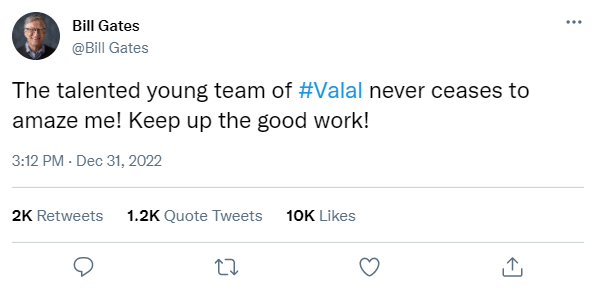 Bill Gates
@Bill Gates
The talented young team of #Valal never ceases to
amaze me! Keep up the good work!
3:12 PM · Dec 31, 2022
2K Retweets 1.2K Quote Tweets 10K Likes